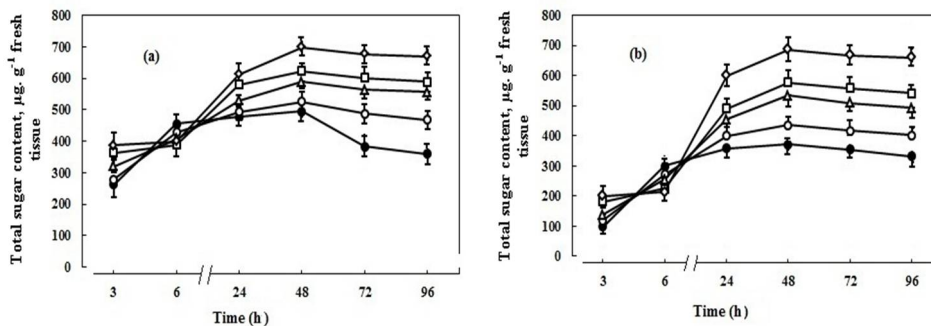 Total sugar content, µg. g⁻¹ fresh
tissue
800
700
600
500
400
300
200
100
0
(a)
3 6 24 48 72 96
Time (h)
Total sugar content, µg. g⁻¹ fresh
tissue
800
700
600
500
400
300
200
100
0
(b)
3 6 24 48 72 96
Time (h)